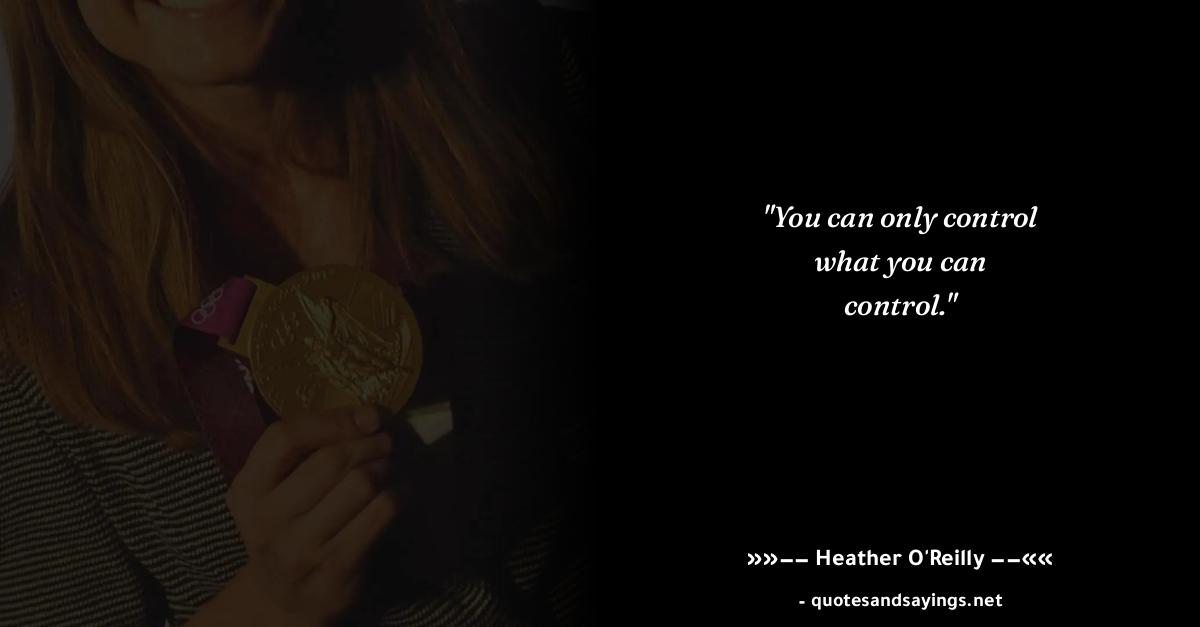 "You can only control
what you can
control."
»»–– Heather O'Reilly ––««
- quotesandsayings.net